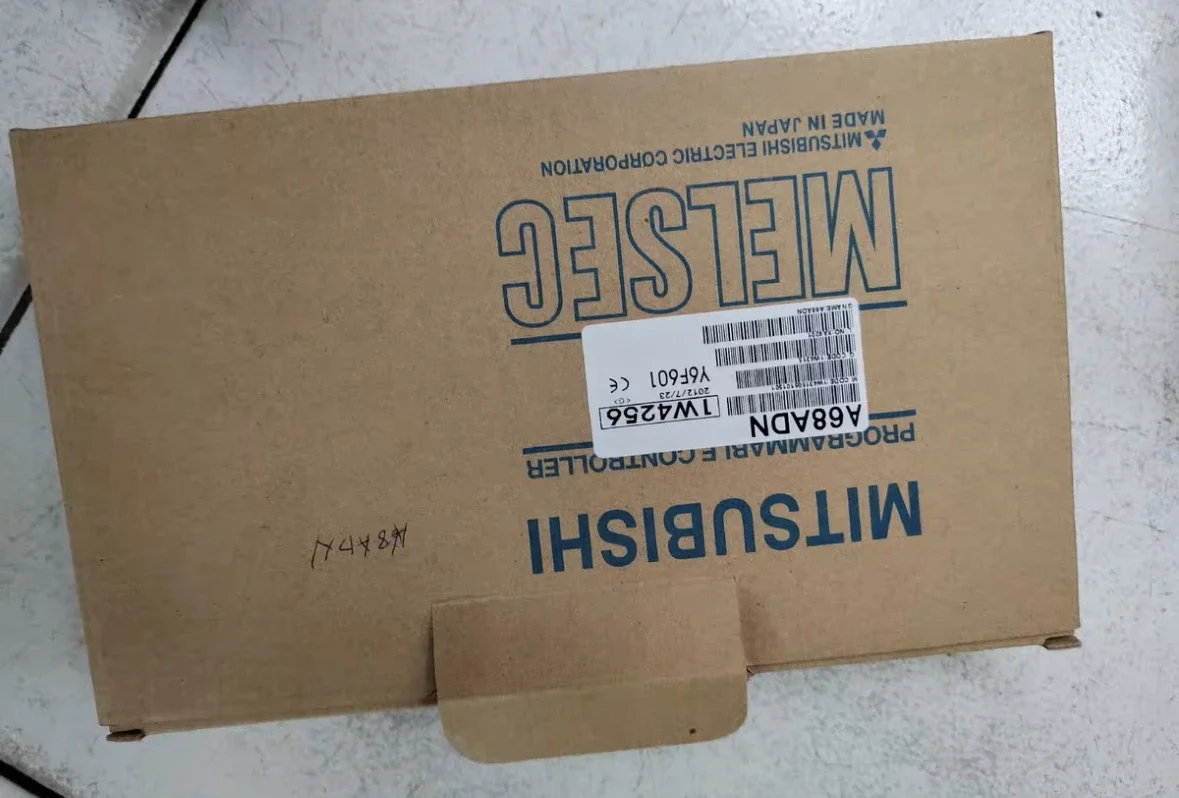 MITSUBISHI
PROGRAMMABLE CONTROLLER
A68ADN
1W4256
<G>
2012/7/23
Y6F601 CE
MELSEC
MITSUBISHI ELECTRIC CORPORATION
MADE IN JAPAN